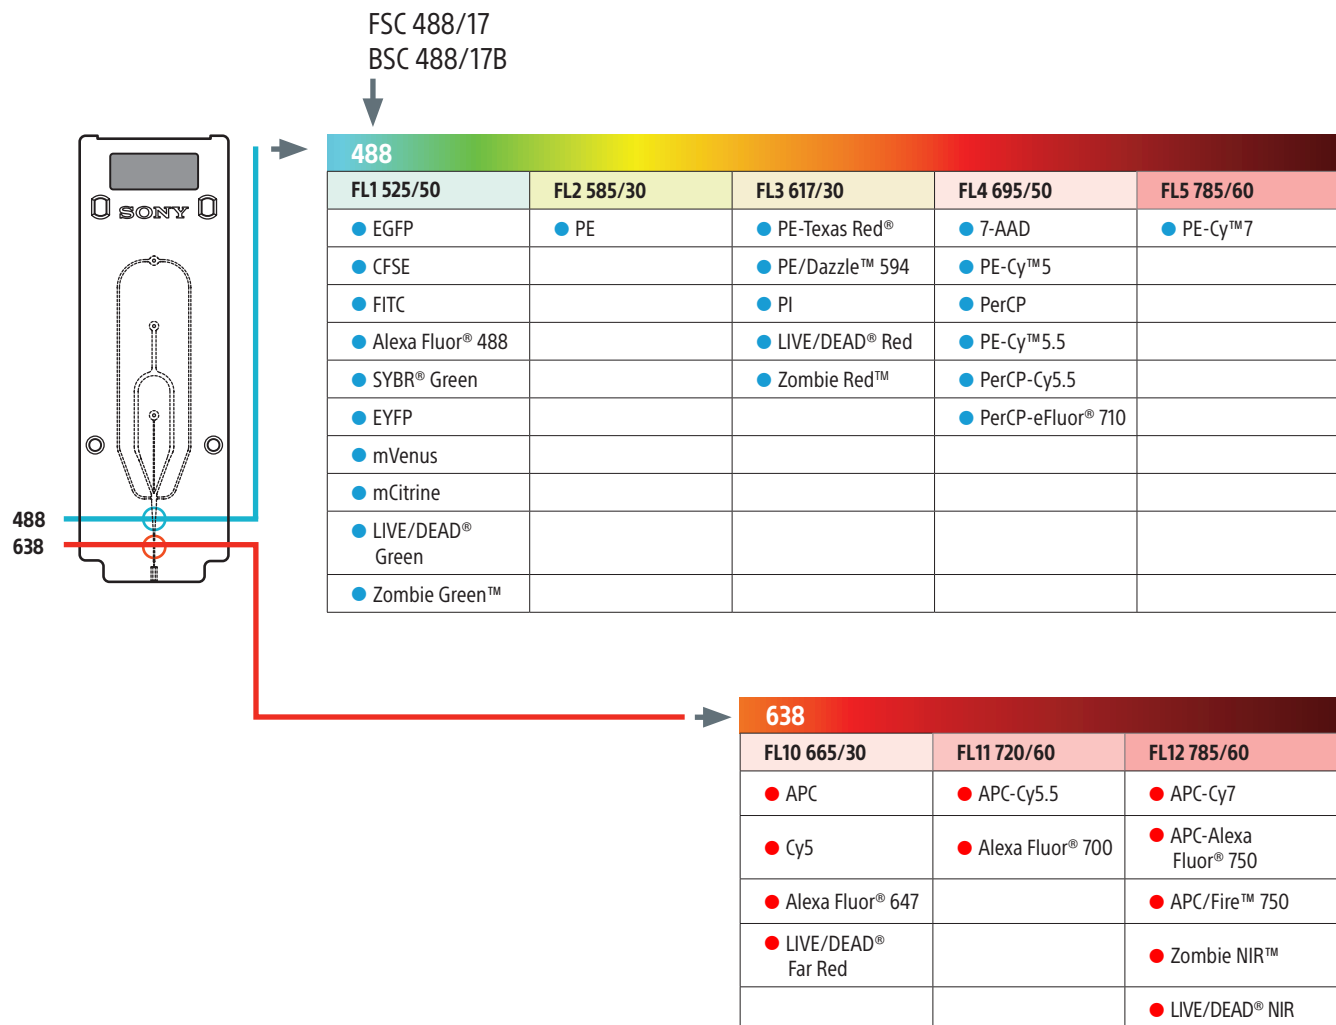 FSC 488/17
BSC 488/17B
SONY
488
638
488
FL1 525/50 FL2 585/30 FL3 617/30 FL4 695/50 FL5 785/60
EGFP PE PE-Texas Red® 7-AAD PE-Cy™7
CFSE PE/Dazzle™ 594 PE-Cy™5
FITC PI PerCP
Alexa Fluor® 488 LIVE/DEAD® Red PE-Cy™5.5
SYBR® Green Zombie Red™ PerCP-Cy5.5
EYFP PerCP-eFluor® 710
mVenus
mCitrine
LIVE/DEAD®
Green
Zombie Green™
638
FL10 665/30 FL11 720/60 FL12 785/60
APC APC-Cy5.5 APC-Cy7
Cy5 Alexa Fluor® 700 APC-Alexa
Fluor® 750
Alexa Fluor® 647 APC/Fire™ 750
LIVE/DEAD®
Far Red
Zombie NIR™
LIVE/DEAD® NIR